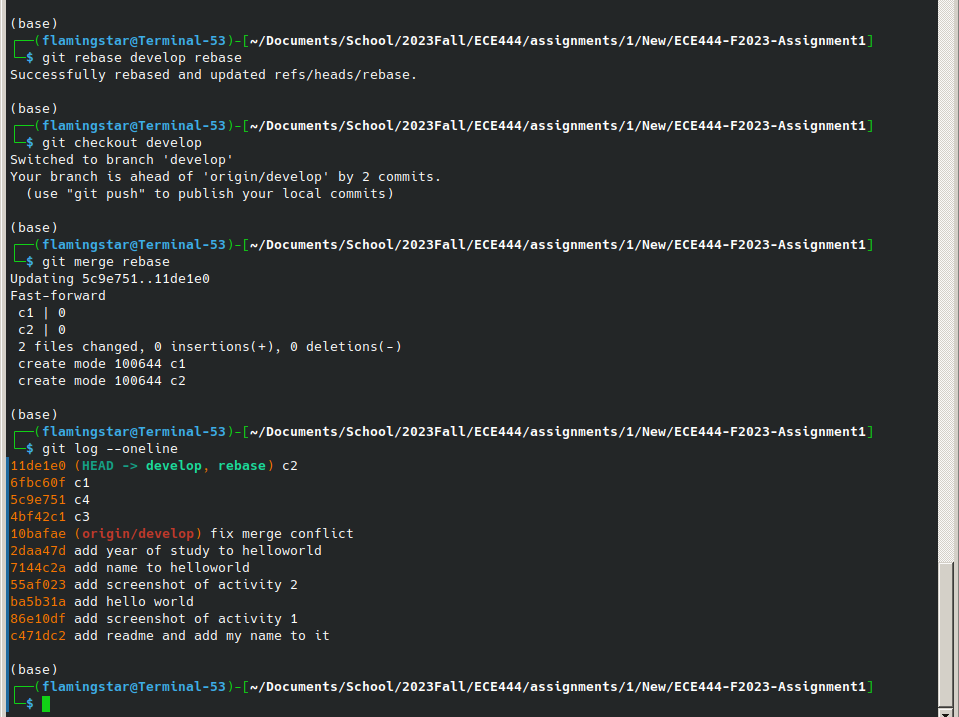 (base)
┌──(flamingstar@Terminal-53)-[~/Documents/School/2023Fall/ECE444/assignments/1/New/ECE444-F2023-Assignment1]
└─$ git rebase develop rebase
Successfully rebased and updated refs/heads/rebase.
(base)
┌──(flamingstar@Terminal-53)-[~/Documents/School/2023Fall/ECE444/assignments/1/New/ECE444-F2023-Assignment1]
└─$ git checkout develop
Switched to branch 'develop'
Your branch is ahead of 'origin/develop' by 2 commits.
  (use "git push" to publish your local commits)
(base)
┌──(flamingstar@Terminal-53)-[~/Documents/School/2023Fall/ECE444/assignments/1/New/ECE444-F2023-Assignment1]
└─$ git merge rebase
Updating 5c9e751..11de1e0
Fast-forward
 c1 | 0
 c2 | 0
 2 files changed, 0 insertions(+), 0 deletions(-)
 create mode 100644 c1
 create mode 100644 c2
(base)
┌──(flamingstar@Terminal-53)-[~/Documents/School/2023Fall/ECE444/assignments/1/New/ECE444-F2023-Assignment1]
└─$ git log --oneline
11de1e0 (HEAD -> develop, rebase) c2
6fbc60f c1
5c9e751 c4
4bf42c1 c3
10bafae (origin/develop) fix merge conflict
2daa47d add year of study to helloworld
7144c2a add name to helloworld
55af023 add screenshot of activity 2
ba5b31a add hello world
86e10df add screenshot of activity 1
c471dc2 add readme and add my name to it
(base)
┌──(flamingstar@Terminal-53)-[~/Documents/School/2023Fall/ECE444/assignments/1/New/ECE444-F2023-Assignment1]
└─$